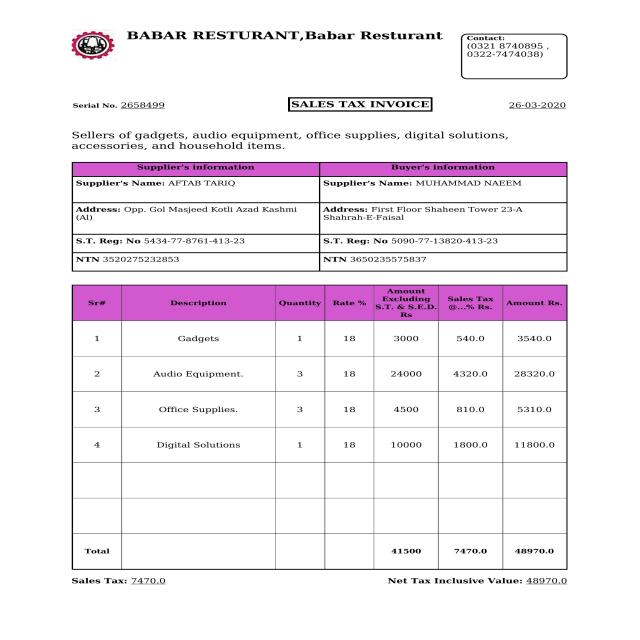 BABAR RESTURANT,Babar Resturant
Contact:
(0321 8740895 ,
0322-7474038)
Serial No. 2658499
SALES TAX INVOICE
26-03-2020
Sellers of gadgets, audio equipment, office supplies, digital solutions,
accessories, and household items.
Supplier's information Buyer's information
Supplier's Name: AFTAB TARIQ Supplier's Name: MUHAMMAD NAEEM
Address: Opp. Gol Masjeed Kotli Azad Kashmi
(Al)
Address: First Floor Shaheen Tower 23-A
Shahrah-E-Faisal
S.T. Reg: No 5434-77-8761-413-23 S.T. Reg: No 5090-77-13820-413-23
NTN 3520275232853 NTN 3650235575837
Sr# Description Quantity Rate % Amount Excluding S.T. & S.E.D. Rs Sales Tax @...% Rs. Amount Rs.
1 Gadgets 1 18 3000 540.0 3540.0
2 Audio Equipment. 3 18 24000 4320.0 28320.0
3 Office Supplies. 3 18 4500 810.0 5310.0
4 Digital Solutions 1 18 10000 1800.0 11800.0
Total 41500 7470.0 48970.0
Sales Tax: 7470.0 Net Tax Inclusive Value: 48970.0